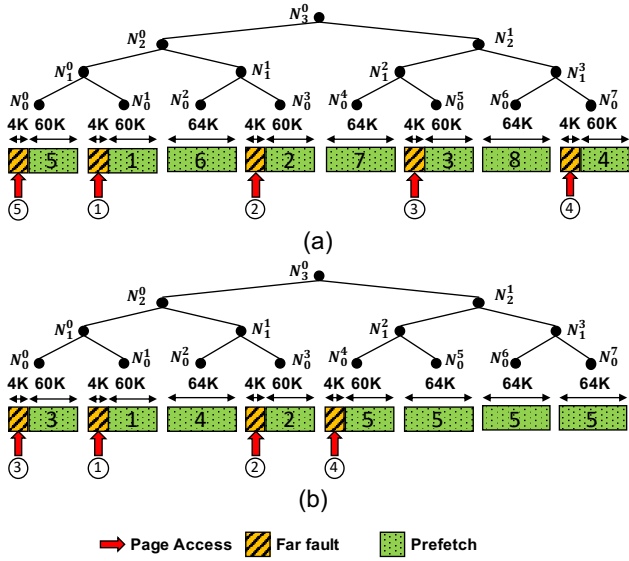 N_3^0
N_2^0 N_2^1
N_1^0 N_1^1 N_1^2 N_1^3
N_0^0 N_0^1 N_0^2 N_0^3 N_0^4 N_0^5 N_0^6 N_0^7
4K 60K 4K 60K 64K 4K 60K 64K 4K 60K 64K 4K 60K
5 1 6 2 7 3 8 4
5 1 2 3 4
(a)
N_3^0
N_2^0 N_2^1
N_1^0 N_1^1 N_1^2 N_1^3
N_0^0 N_0^1 N_0^2 N_0^3 N_0^4 N_0^5 N_0^6 N_0^7
4K 60K 4K 60K 64K 4K 60K 4K 60K 64K 64K 64K
3 1 4 2 5 5 5 5
3 1 2 4
(b)
Page Access Far fault Prefetch